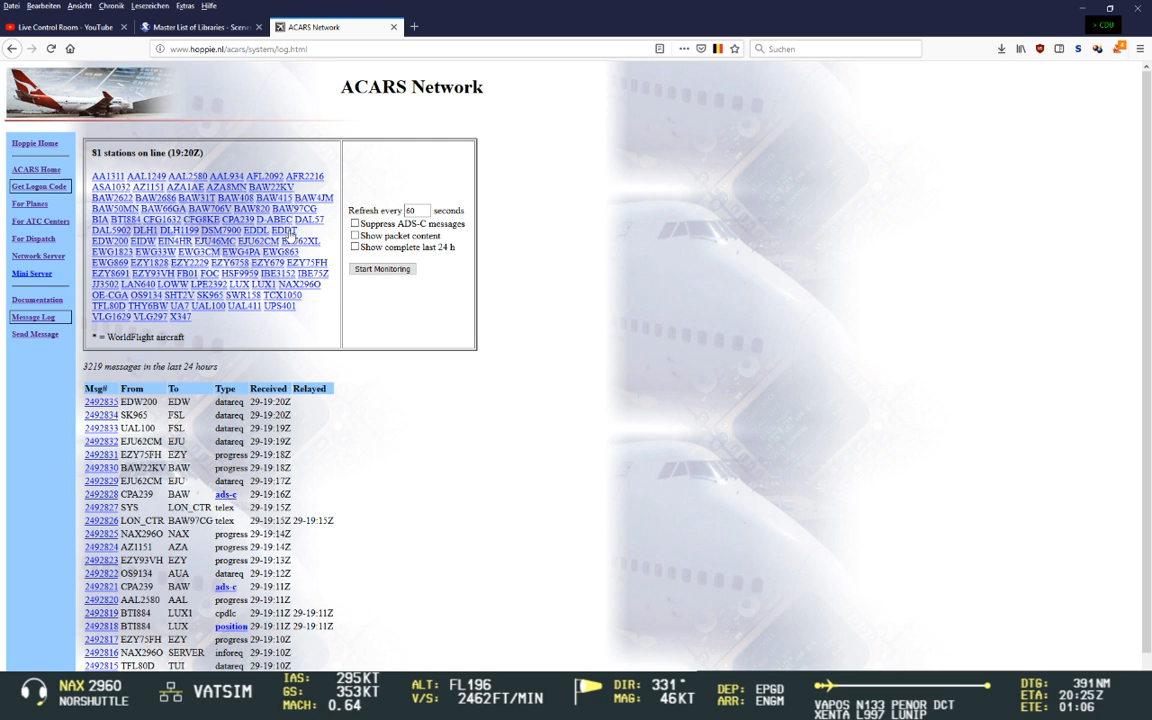 Datei Bearbeiten Ansicht Chronik Lesezeichen Extras Hilfe
Live Control Room - YouTube
Master List of Libraries - Scene
ACARS Network
> CDU
www.hoppie.nl/acars/system/log.html
Suchen
ACARS Network
Hoppie Home
ACARS Home
Get Logon Code
For Planes
For ATC Centers
For Dispatch
Network Server
Mini Server
Documentation
Message Log
Send Message
81 stations on line (19:20Z)
AA1311 AAL1249 AAL2580 AAL934 AFL2092 AFR2216
ASA1032 AZ1151 AZA1AE AZA8MN BAW22KV
BAW2622 BAW2686 BAW31T BAW408 BAW415 BAW4JM
BAW50MN BAW66GA BAW706V BAW820 BAW97CG
BIA BTI884 CFG1632 CFG8KE CPA239 D-ABEC DAL57
DAL5902 DLH1 DLH1199 DSM7900 EDDL
EDW200 EIDW EIN4HR EJU46MC EJU62CM
EWG1823 EWG33W EWG3CM EWG4PA EWG863
EWG869 EZY1828 EZY2229 EZY6758 EZY679 EZY75FH
EZY8691 EZY93VH FB01 FOC HSF9959 IBE3152 IBE75Z
JJ3502 LAN640 LOWW LPE2392 LUX LUX1 NAX296O
OE-CGA OS9134 SHT2V SK965 SWR158 TCX1050
TFL80D THY6BW UA7 UAL100 UAL411 UPS401
VLG1629 VLG297 X347
* = WorldFlight aircraft
Refresh every 60 seconds
Suppress ADS-C messages
Show packet content
Show complete last 24 h
Start Monitoring
3219 messages in the last 24 hours
Msg# From To Type Received Relayed
2492835 EDW200 EDW datareq 29-19:20Z
2492834 SK965 FSL datareq 29-19:20Z
2492833 UAL100 FSL datareq 29-19:19Z
2492832 EJU62CM EJU datareq 29-19:19Z
2492831 EZY75FH EZY progress 29-19:18Z
2492830 BAW22KV BAW progress 29-19:18Z
2492829 EJU62CM EJU datareq 29-19:17Z
2492828 CPA239 BAW ads-c 29-19:16Z
2492827 SYS LON_CTR telex 29-19:15Z
2492826 LON_CTR BAW97CG telex 29-19:15Z 29-19:15Z
2492825 NAX296O NAX progress 29-19:14Z
2492824 AZ1151 AZA progress 29-19:14Z
2492823 EZY93VH EZY progress 29-19:13Z
2492822 OS9134 AUA datareq 29-19:12Z
2492821 CPA239 BAW ads-c 29-19:11Z
2492820 AAL2580 AAL progress 29-19:11Z
2492819 BTI884 LUX1 cpdlc 29-19:11Z 29-19:11Z
2492818 BTI884 LUX position 29-19:11Z 29-19:11Z
2492817 EZY75FH EZY progress 29-19:10Z
2492816 NAX296O SERVER inforeq 29-19:10Z
2492815 TFL80D TUI datareq 29-19:10Z
NAX 2960
NORSHUTTLE
VATSIM
IAS: 295KT
GS: 353KT
MACH: 0.64
ALT: FL196
V/S: 2462FT/MIN
DIR: 331°
MAG: 46KT
DEP: EPGD
ARR: ENGM
VAPOS N133 PENOR DCT
XENTA L997 LUNIP
DTG: 391NM
ETA: 20:25Z
ETE: 01:06